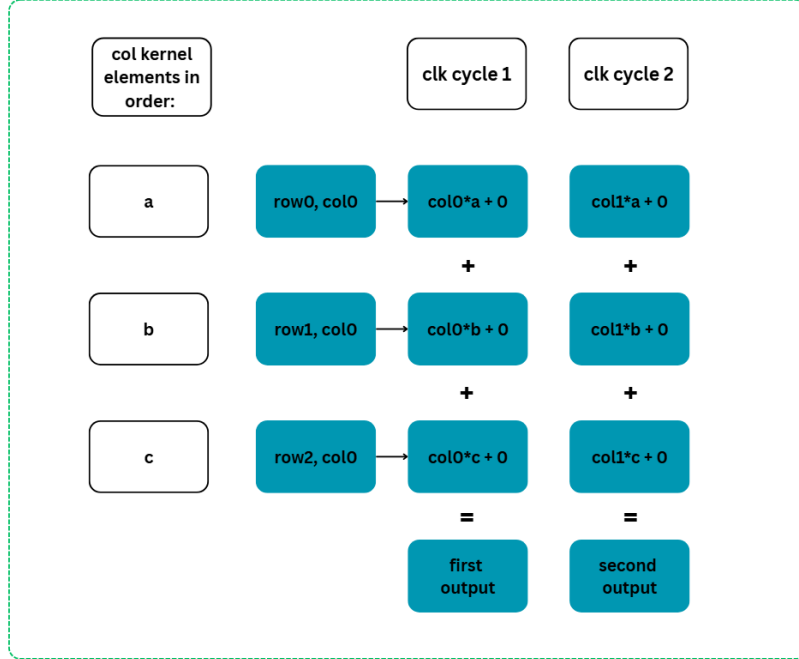 col kernel
elements in
order:
clk cycle 1
clk cycle 2
a
row0, col0
col0*a + 0
col1*a + 0
+
+
b
row1, col0
col0*b + 0
col1*b + 0
+
+
c
row2, col0
col0*c + 0
col1*c + 0
=
=
first
output
second
output